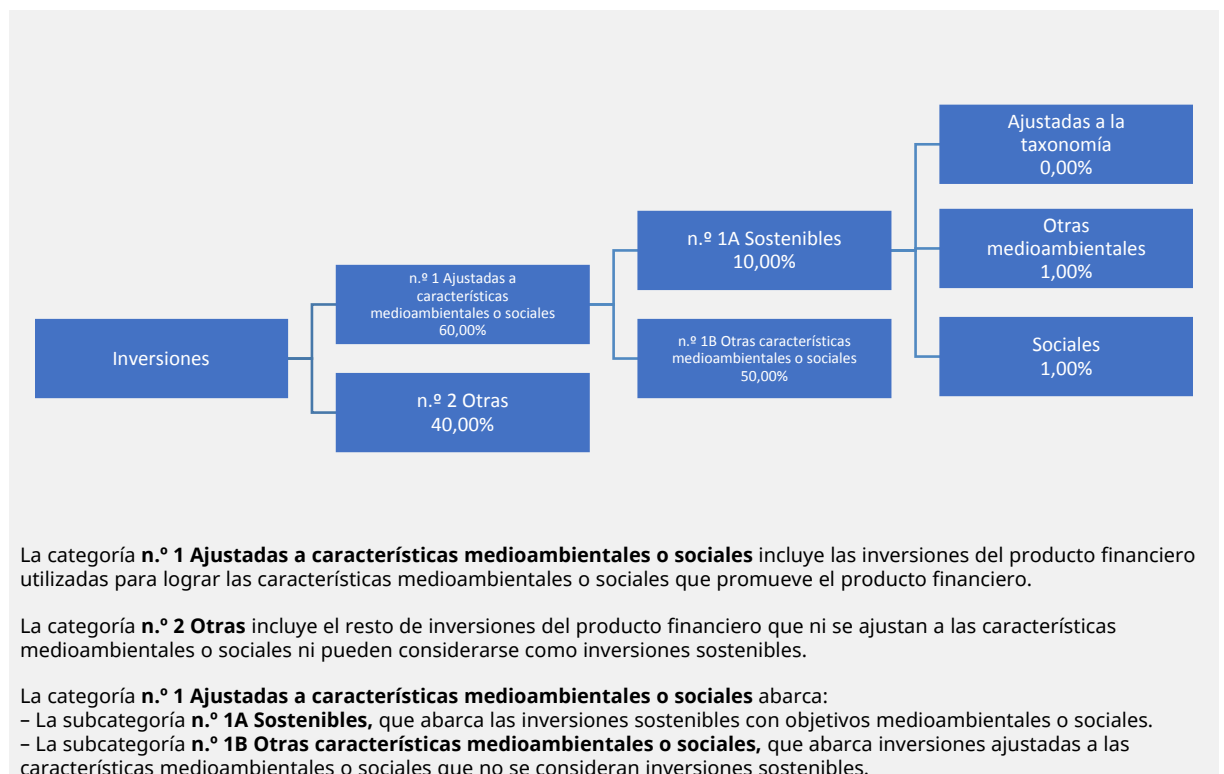 Inversiones
n.º 1 Ajustadas a
características
medioambientales o sociales
60,00%
n.º 2 Otras
40,00%
n.º 1A Sostenibles
10,00%
n.º 1B Otras características
medioambientales o sociales
50,00%
Ajustadas a la
taxonomía
0,00%
Otras
medioambientales
1,00%
Sociales
1,00%
La categoría n.º 1 Ajustadas a características medioambientales o sociales incluye las inversiones del producto financiero
utilizadas para lograr las características medioambientales o sociales que promueve el producto financiero.
La categoría n.º 2 Otras incluye el resto de inversiones del producto financiero que ni se ajustan a las características
medioambientales o sociales ni pueden considerarse como inversiones sostenibles.
La categoría n.º 1 Ajustadas a características medioambientales o sociales abarca:
– La subcategoría n.º 1A Sostenibles, que abarca las inversiones sostenibles con objetivos medioambientales o sociales.
– La subcategoría n.º 1B Otras características medioambientales o sociales, que abarca inversiones ajustadas a las
características medioambientales o sociales que no se consideran inversiones sostenibles.